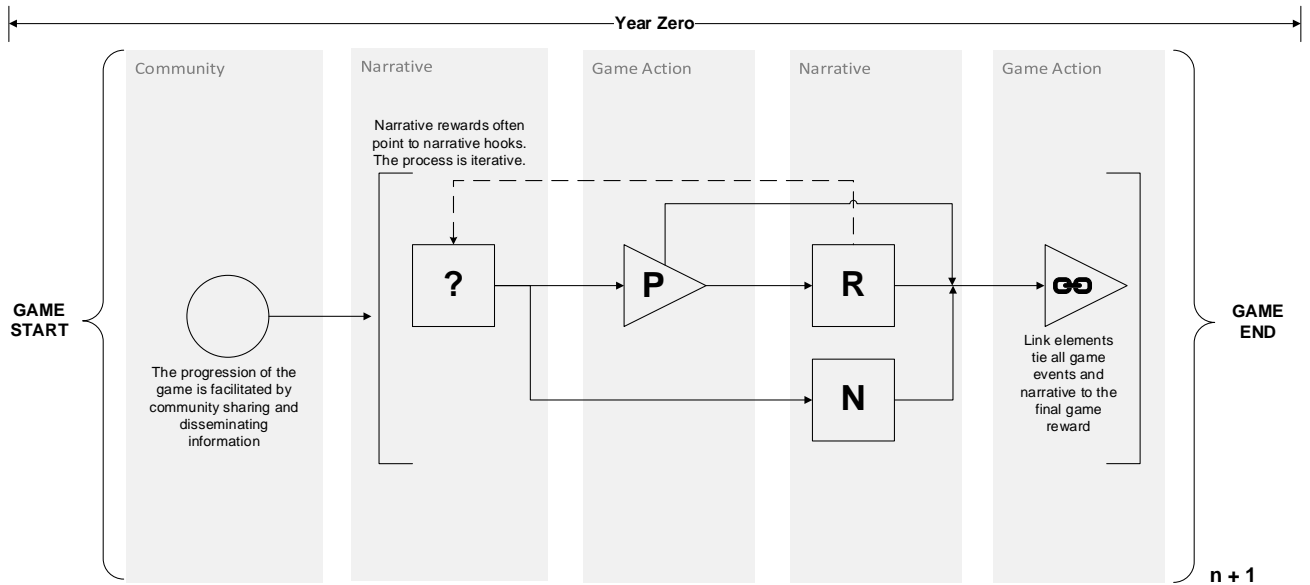 Year Zero
Community
Narrative
Game Action
Narrative
Game Action
Narrative rewards often
point to narrative hooks.
The process is iterative.
?
P
R
N
GAME
START
GAME
END
The progression of the
game is facilitated by
community sharing and
disseminating
information
Link elements
tie all game
events and
narrative to the
final game
reward
n + 1